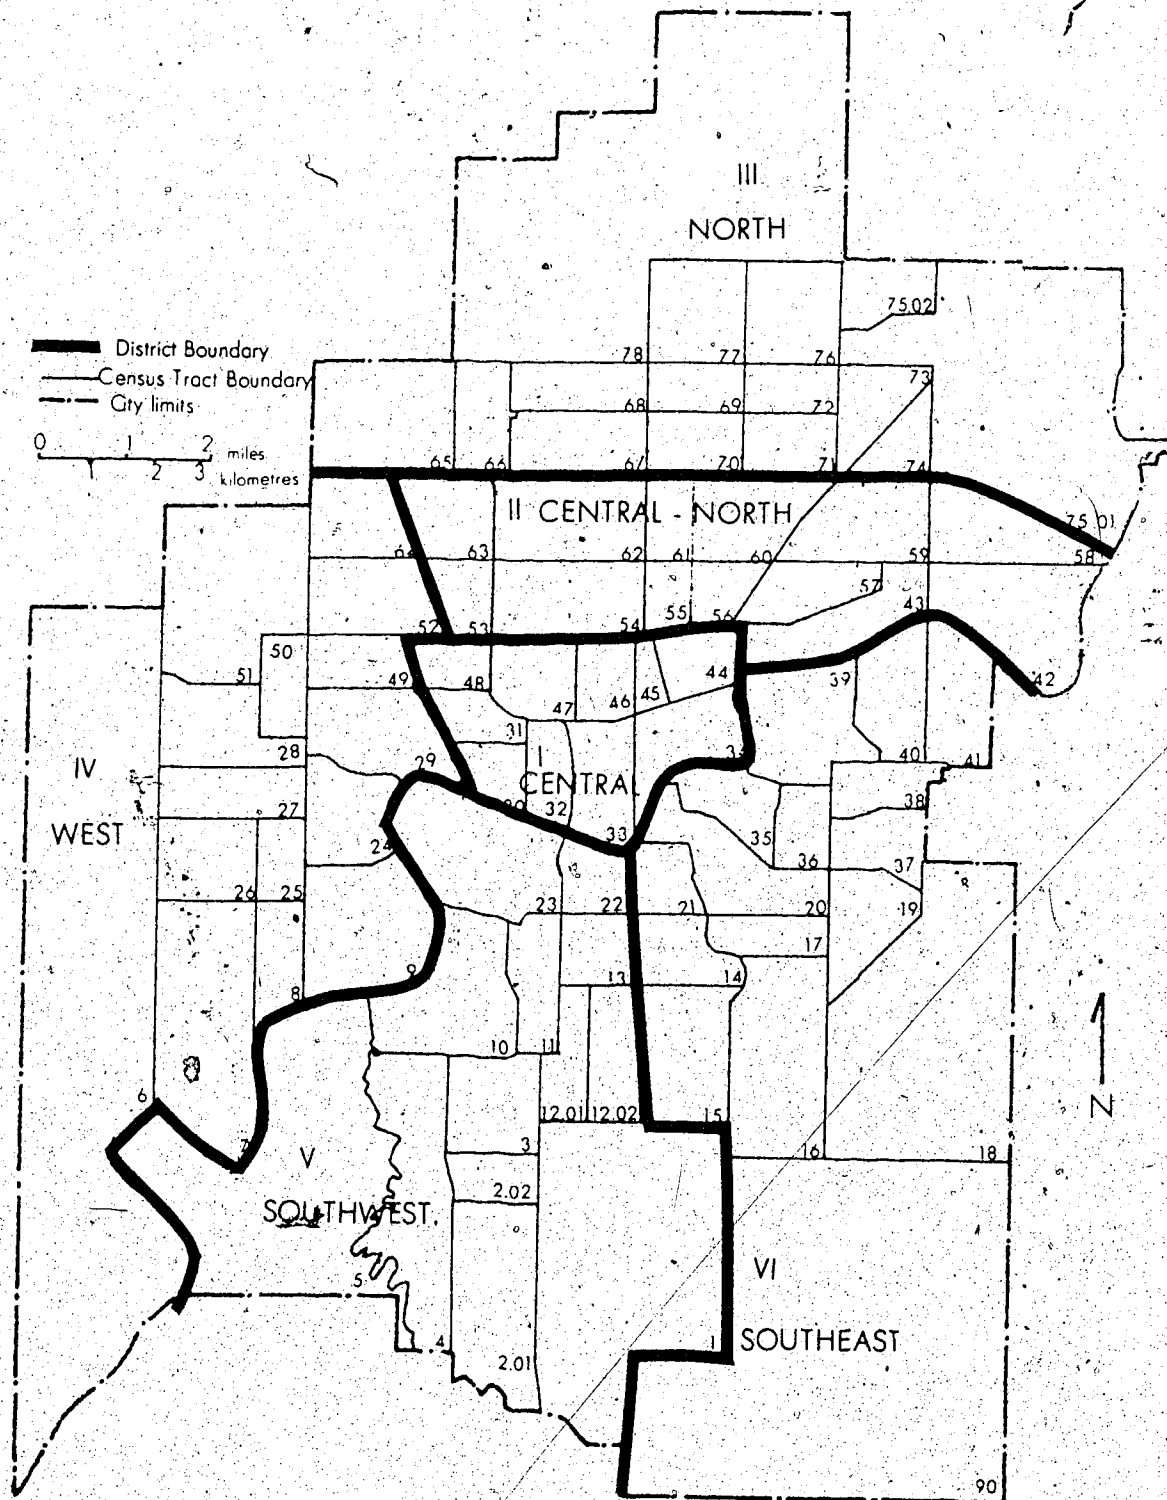 III
NORTH
75.02
District Boundary
Census Tract Boundary
City limits
0 1 2 miles
2 3 kilometres
78 77 76
73
68 69 72
65 66 67 70 71 74
II CENTRAL - NORTH
75.01
64 63 62 61 60 59 58
57
52 53 54 55 56 43
50
51 49 48 44 39 42
47 46 45
31
28 29 I 40 41
IV
CENTRAL
WEST
27 32 38
24 33 35 36 37
26 25 23 22 21 20 19
17
8 9 13 14
10 11
6 12.01 12.02 15
7 V 3 16 18
2.02
SOUTHWEST.
VI
5
4 2.01 1 SOUTHEAST
N
90